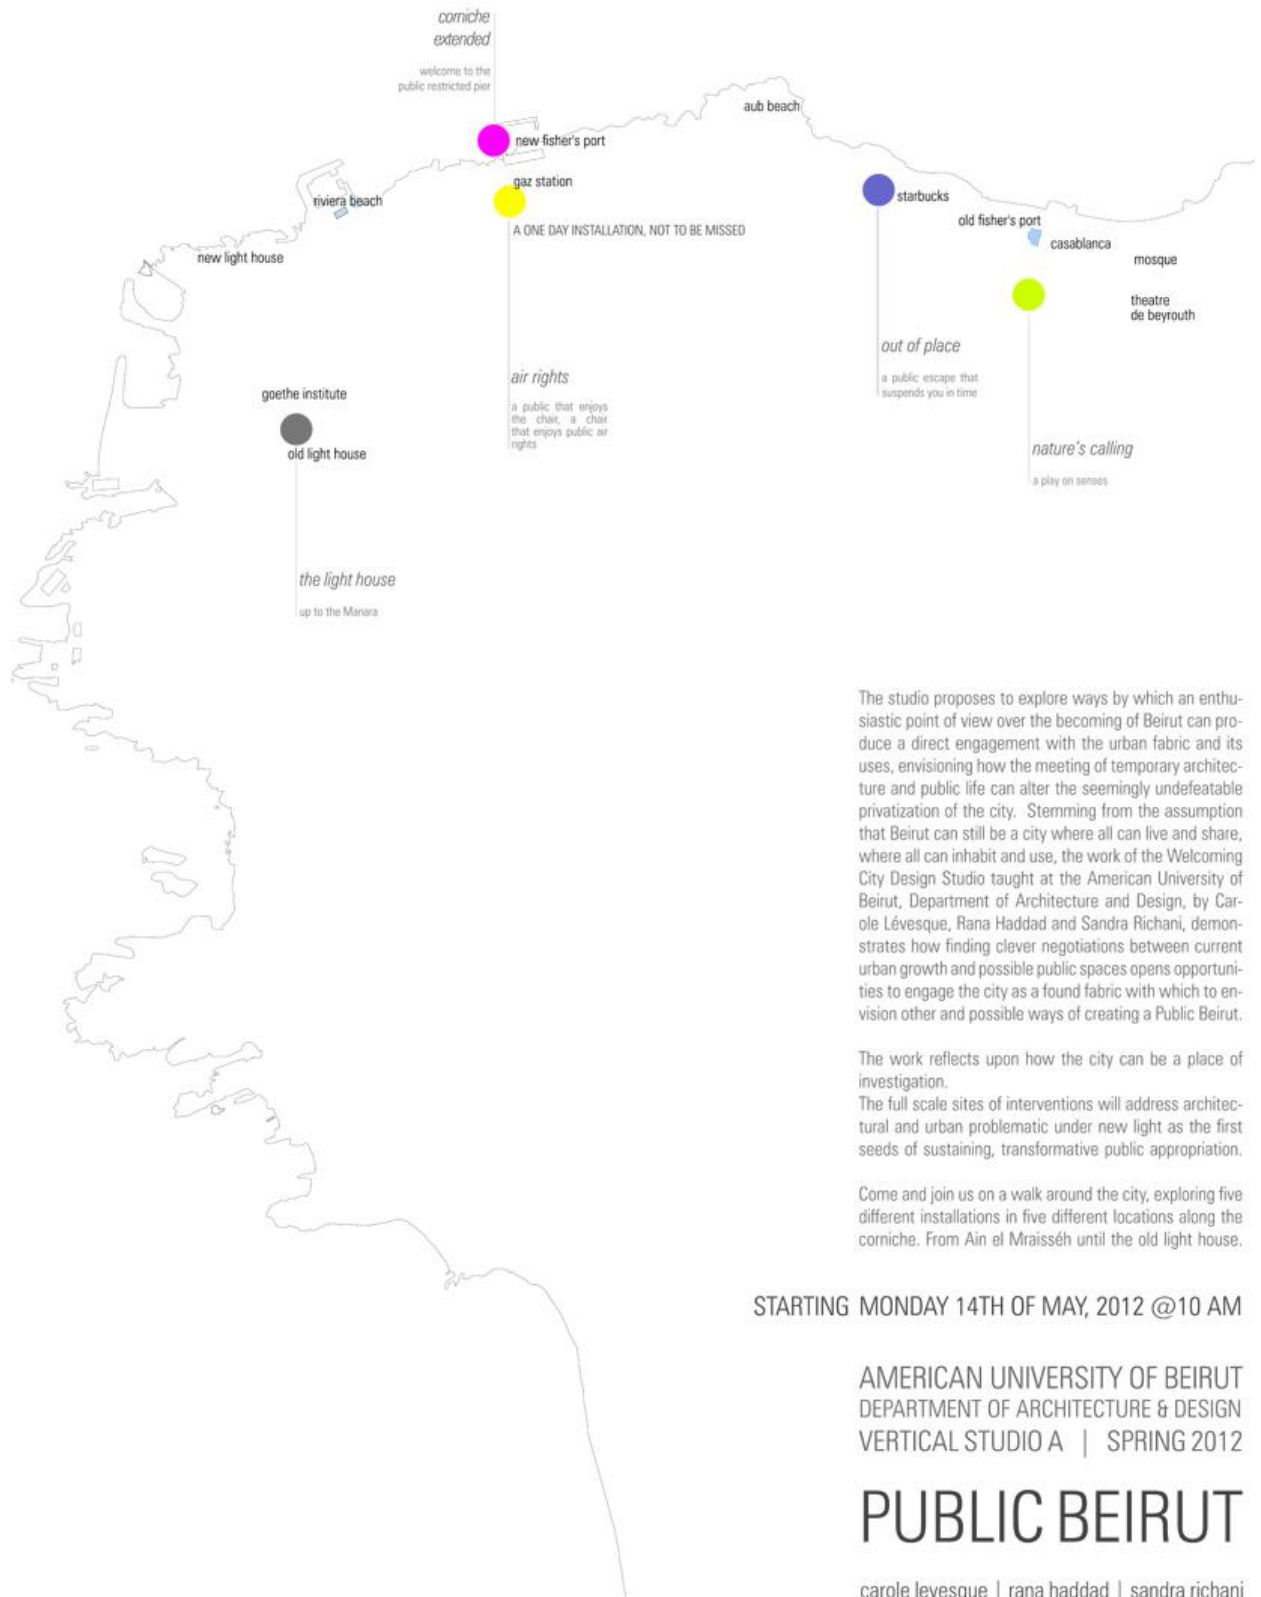 corniche
extended
welcome to the
public restricted pier
aub beach
new fisher's port
gaz station
riviera beach
starbucks
A ONE DAY INSTALLATION, NOT TO BE MISSED
old fisher's port
casablanca
new light house
mosque
theatre
de beyrouth
out of place
a public escape that
suspends you in time
air rights
a public that enjoys
the chair, a chair
that enjoys public air
rights
goethe institute
old light house
nature's calling
a play on senses
the light house
up to the Manara
The studio proposes to explore ways by which an enthu-
siastic point of view over the becoming of Beirut can pro-
duce a direct engagement with the urban fabric and its
uses, envisioning how the meeting of temporary architec-
ture and public life can alter the seemingly undefeatable
privatization of the city. Stemming from the assumption
that Beirut can still be a city where all can live and share,
where all can inhabit and use, the work of the Welcoming
City Design Studio taught at the American University of
Beirut, Department of Architecture and Design, by Car-
ole Lévesque, Rana Haddad and Sandra Richani, demon-
strates how finding clever negotiations between current
urban growth and possible public spaces opens opportuni-
ties to engage the city as a found fabric with which to en-
vision other and possible ways of creating a Public Beirut.
The work reflects upon how the city can be a place of
investigation.
The full scale sites of interventions will address architec-
tural and urban problematic under new light as the first
seeds of sustaining, transformative public appropriation.
Come and join us on a walk around the city, exploring five
different installations in five different locations along the
corniche. From Ain el Mraisséh until the old light house.
STARTING MONDAY 14TH OF MAY, 2012 @10 AM
AMERICAN UNIVERSITY OF BEIRUT
DEPARTMENT OF ARCHITECTURE & DESIGN
VERTICAL STUDIO A | SPRING 2012
PUBLIC BEIRUT
carole levesque | rana haddad | sandra richani